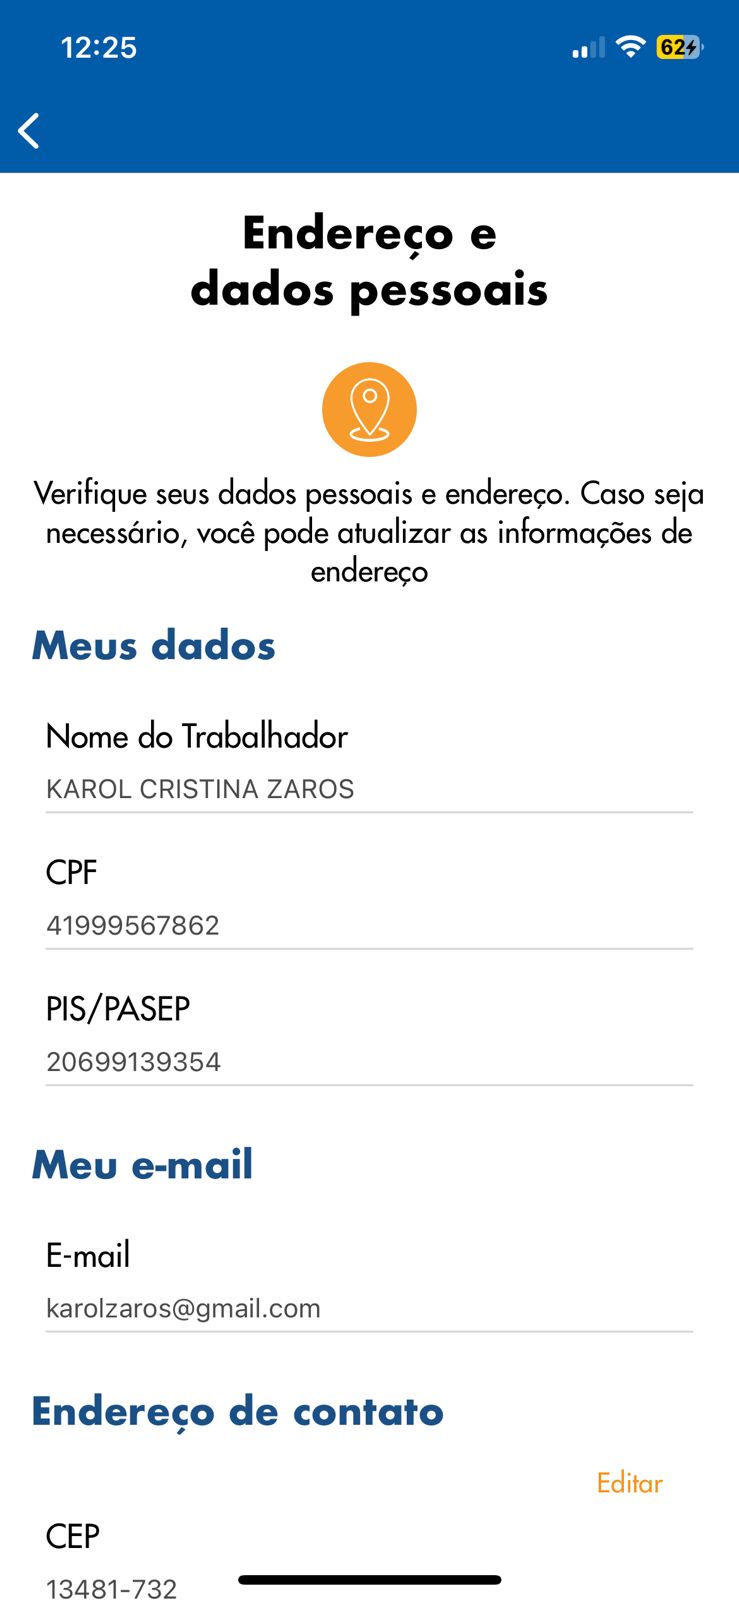 12:25
62
Endereço e
dados pessoais
Verifique seus dados pessoais e endereço. Caso seja
necessário, você pode atualizar as informações de
endereço
Meus dados
Nome do Trabalhador
KAROL CRISTINA ZAROS
CPF
41999567862
PIS/PASEP
20699139354
Meu e-mail
E-mail
karolzaros@gmail.com
Endereço de contato
Editar
CEP
13481-732